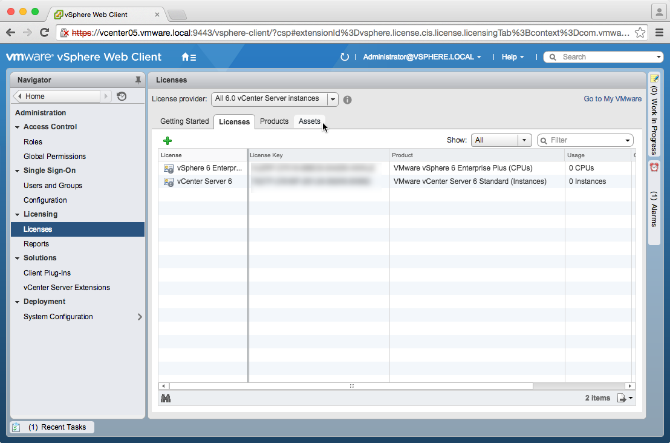 vSphere Web Client
https://vcenter05.vmware.local:9443/vsphere-client/?csp#extensionId%3Dvsphere.license.cis.license.licensingTab%3Bcontext%3Dcom.vmwa...
vmware® vSphere Web Client
Administrator@VSPHERE.LOCAL
Help
Search
Navigator
Home
Administration
Access Control
Roles
Global Permissions
Single Sign-On
Users and Groups
Configuration
Licensing
Licenses
Reports
Solutions
Client Plug-Ins
vCenter Server Extensions
Deployment
System Configuration
Licenses
License provider: All 6.0 vCenter Server instances
Go to My VMware
Getting Started Licenses Products Assets
Show: All Filter
License License Key Product Usage
vSphere 6 Enterpr... VMware vSphere 6 Enterprise Plus (CPUs) 0 CPUs
vCenter Server 6 VMware vCenter Server 6 Standard (Instances) 0 Instances
2 items
(0) Work In Progress
(1) Alarms
(1) Recent Tasks